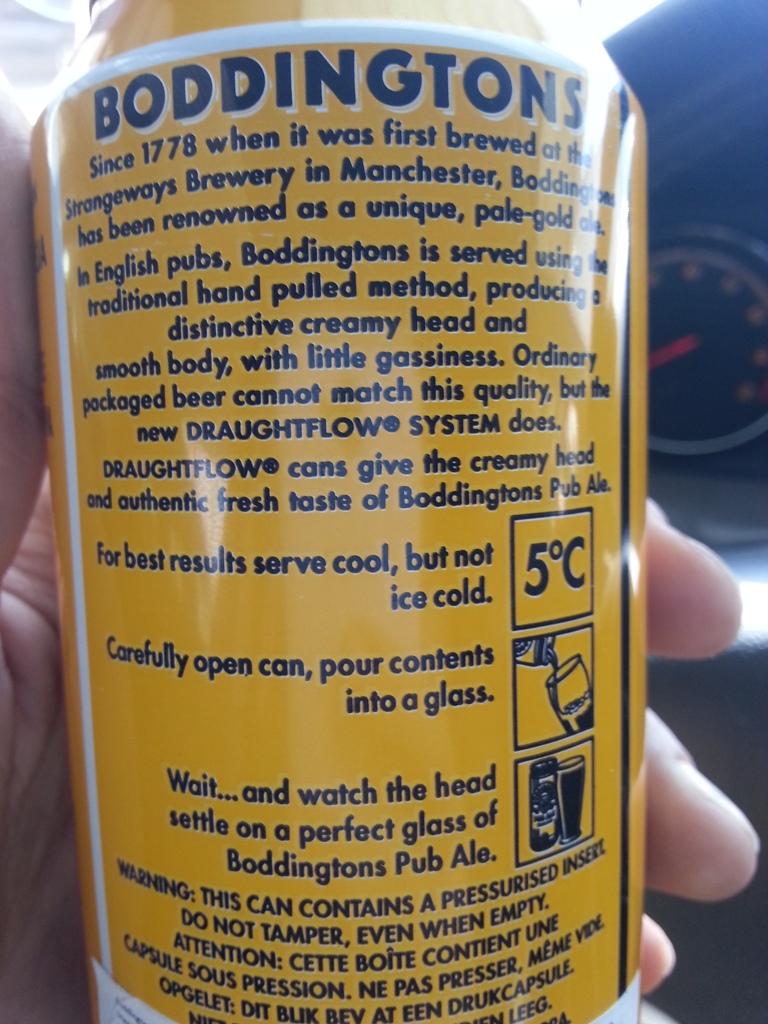 BODDINGTONS
Since 1778 when it was first brewed at the
Strangeways Brewery in Manchester, Boddingtons
has been renowned as a unique, pale-gold ale.
In English pubs, Boddingtons is served using the
traditional hand pulled method, producing a
distinctive creamy head and
smooth body, with little gassiness. Ordinary
packaged beer cannot match this quality, but the
new DRAUGHTFLOW® SYSTEM does.
DRAUGHTFLOW® cans give the creamy head
and authentic fresh taste of Boddingtons Pub Ale.
For best results serve cool, but not
ice cold.
5°C
Carefully open can, pour contents
into a glass.
Wait...and watch the head
settle on a perfect glass of
Boddingtons Pub Ale.
WARNING: THIS CAN CONTAINS A PRESSURISED INSERT.
DO NOT TAMPER, EVEN WHEN EMPTY.
ATTENTION: CETTE BOÎTE CONTIENT UNE
CAPSULE SOUS PRESSION. NE PAS PRESSER, MÊME VIDE.
OPGELET: DIT BLIK BEV AT EEN DRUKCAPSULE.
LEEG.